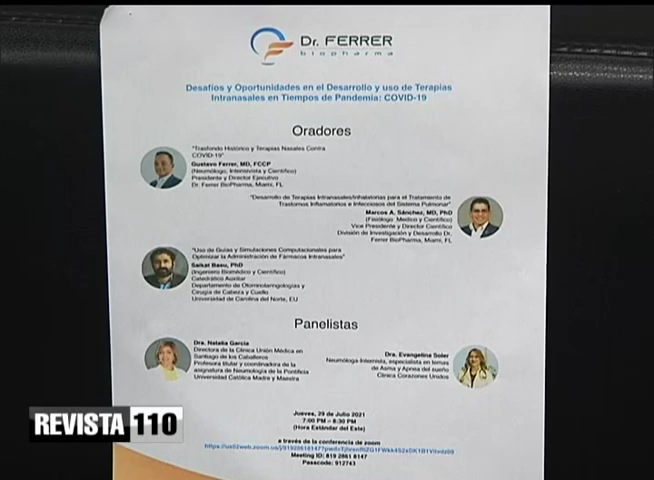 Dr. FERRER
biopharma
Desafíos y Oportunidades en el Desarrollo y uso de Terapias
Intranasales en Tiempos de Pandemia: COVID-19
Oradores
"Trasfondo Histórico y Terapias Nasales Contra
COVID-19"
Gustavo Ferrer, MD, FCCP
(Neumólogo, Intensivista y Científico)
Presidente y Director Ejecutivo
Dr. Ferrer BioPharma, Miami, FL
"Desarrollo de Terapias Intranasales/inhalatorias para el Tratamiento de
Trastornos Inflamatorios e Infecciosos del Sistema Pulmonar"
Marcos A. Sánchez, MD, PhD
(Fisiólogo Medico y Científico)
Vice Presidente y Director Científico
División de Investigación y Desarrollo Dr.
Ferrer BioPharma, Miami, FL
"Uso de Guías y Simulaciones Computacionales para
Optimizar la Administración de Fármacos Intranasales"
Saikat Basu, PhD
(Ingeniero Biomédico y Científico)
Catedrático Auxiliar
Departamento de Otorrinolaringologías y
Cirugía de Cabeza y Cuello
Universidad de Carolina del Norte, EU
Panelistas
Dra. Natalia García
Directora de la Clínica Unión Médica en
Santiago de los Caballeros
Profesora titular y coordinadora de la
asignatura de Neumología de la Pontificia
Universidad Católica Madre y Maestra
Dra. Evangelina Soler
Neumóloga-Internista, especialista en temas
de Asma y Apnea del sueño
Clínica Corazones Unidos
Jueves, 29 de Julio 2021
7:00 PM – 8:30 PM
(Hora Estándar del Este)
a través de la conferencia de zoom
Meeting ID: 819 2861 8147
Passcode: 912743
REVISTA 110